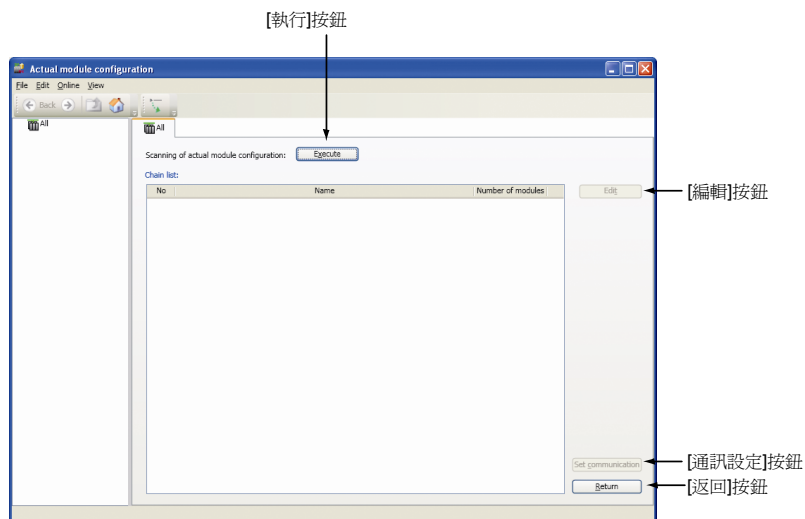 [執行]按鈕
Actual module configuration
File Edit Online View
Back
All
All
Scanning of actual module configuration: Execute
Chain list:
No Name Number of modules
Edit
[編輯]按鈕
Set communication
[通訊設定]按鈕
Return
[返回]按鈕